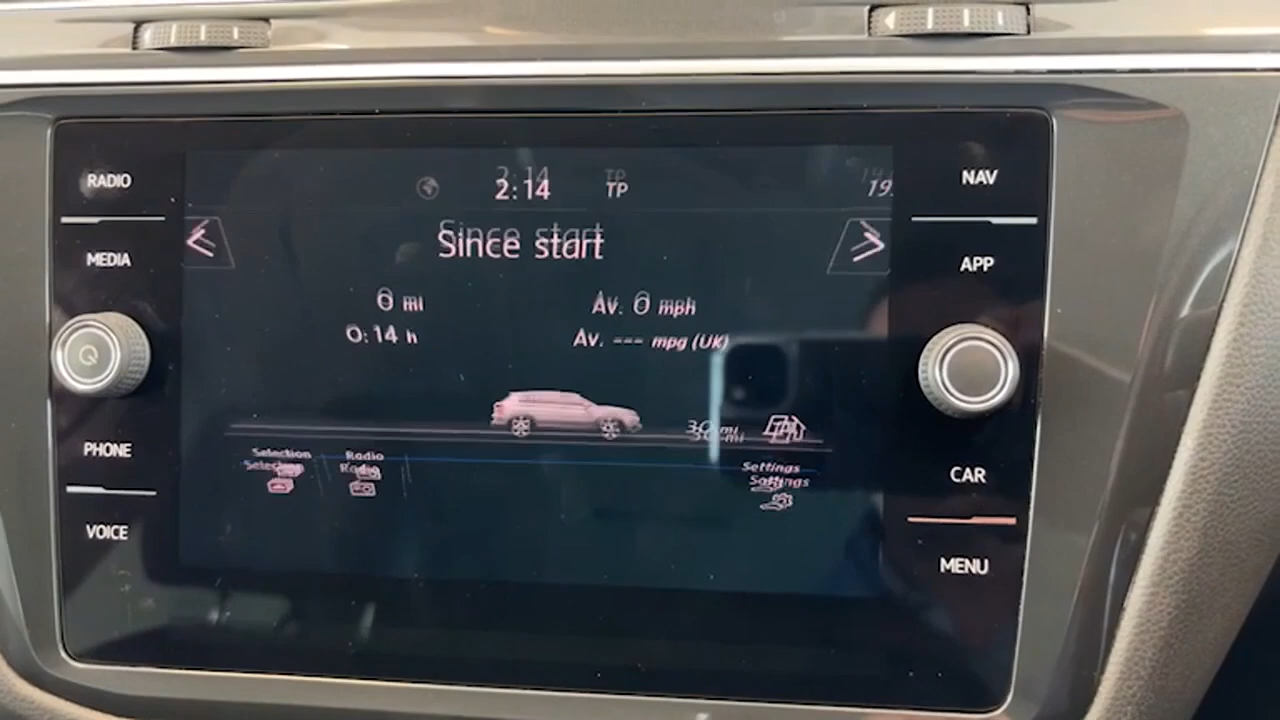 RADIO
MEDIA
PHONE
VOICE
2:14 TP
Since start
0 mi
Av. 0 mph
0:14 h
Av. --- mpg (UK)
30 mi
Selection
Radio
Settings
NAV
APP
CAR
MENU